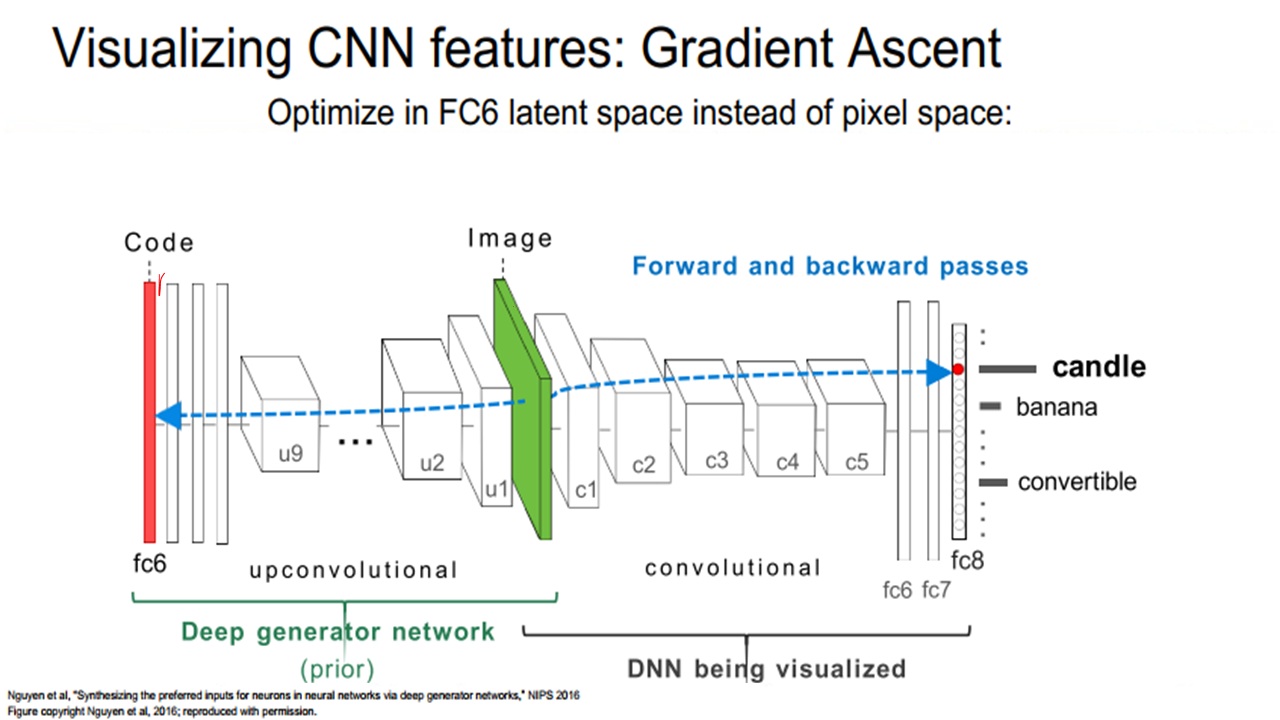 Visualizing CNN features: Gradient Ascent
Optimize in FC6 latent space instead of pixel space:
Code
Image
Forward and backward passes
candle
banana
convertible
u9
...
u2
u1
c1
c2
c3
c4
c5
fc6
upconvolutional
convolutional
fc6 fc7
fc8
Deep generator network
(prior)
DNN being visualized
Nguyen et al, "Synthesizing the preferred inputs for neurons in neural networks via deep generator networks," NIPS 2016
Figure copyright Nguyen et al, 2016; reproduced with permission.